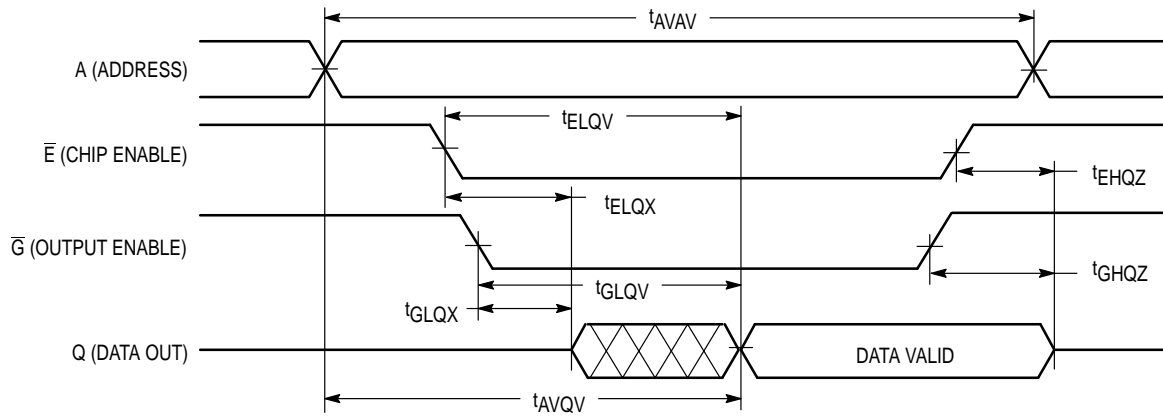 tAVAV
A (ADDRESS)
tELQV
E̅ (CHIP ENABLE)
tEHQZ
tELQX
G̅ (OUTPUT ENABLE)
tGHQZ
tGLQV
tGLQX
Q (DATA OUT)
DATA VALID
tAVQV